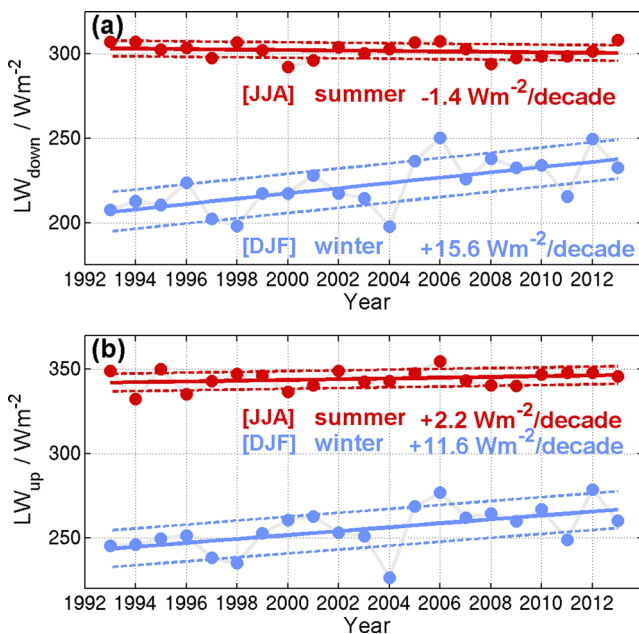 (a)
300
250
200
LW_down / Wm^-2
[JJA] summer -1.4 Wm^-2/decade
[DJF] winter +15.6 Wm^-2/decade
1992 1994 1996 1998 2000 2002 2004 2006 2008 2010 2012
Year
(b)
350
300
250
LW_up / Wm^-2
[JJA] summer +2.2 Wm^-2/decade
[DJF] winter +11.6 Wm^-2/decade
1992 1994 1996 1998 2000 2002 2004 2006 2008 2010 2012
Year